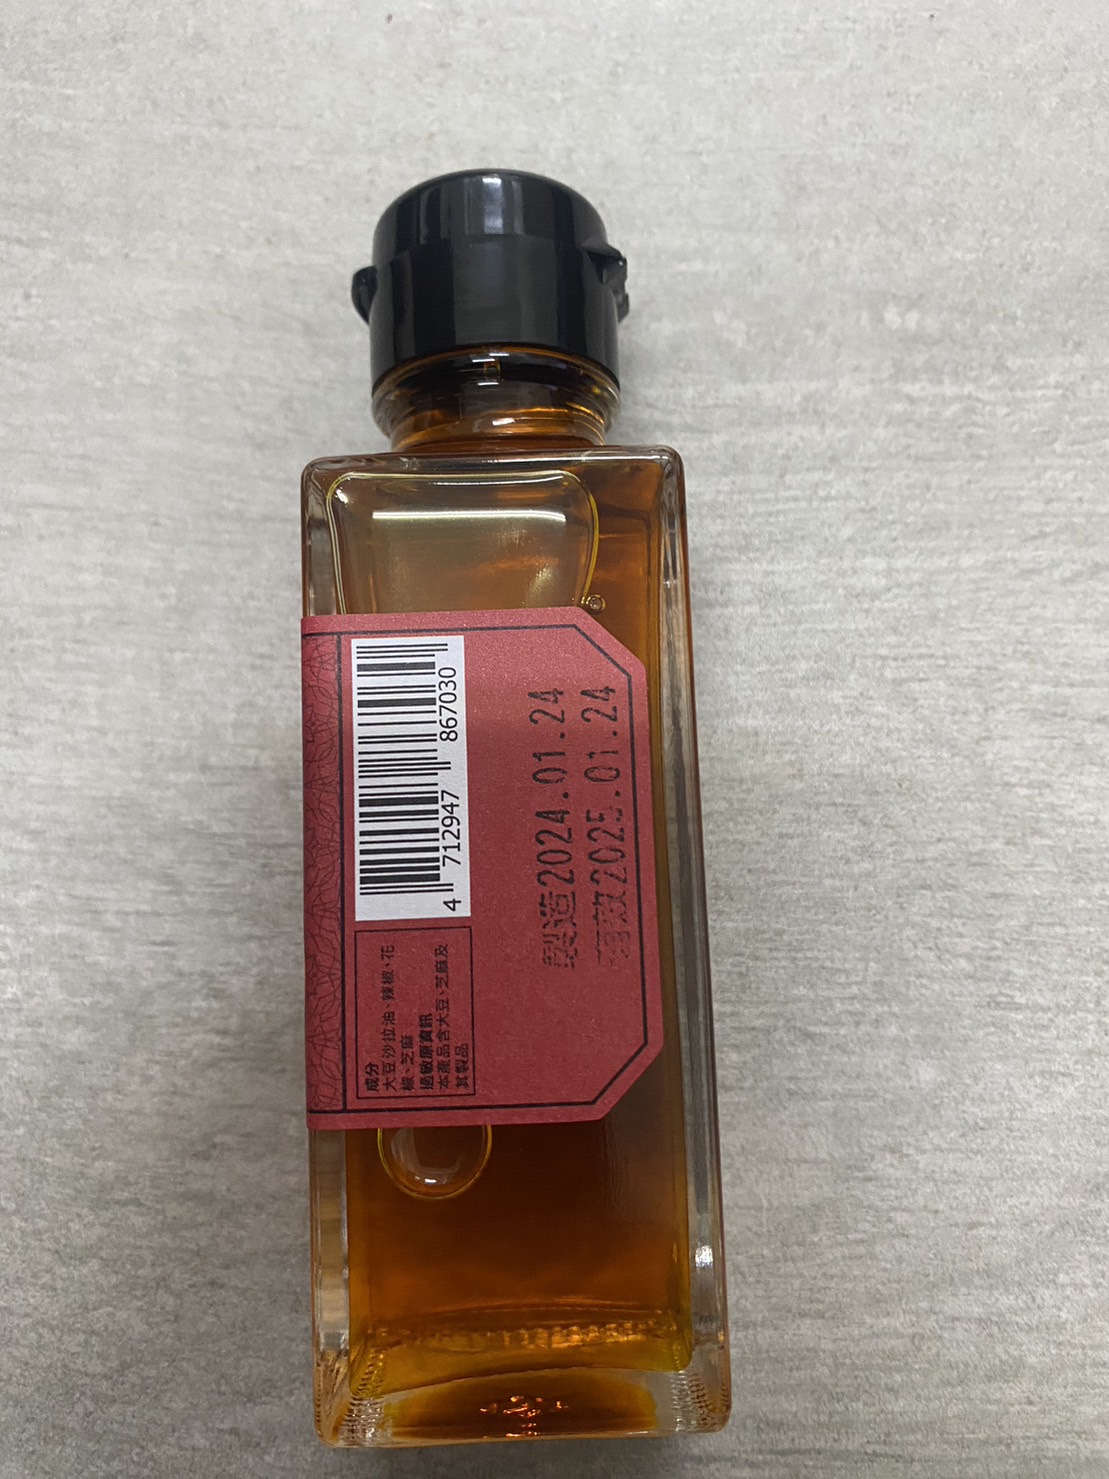 4 712947 867030
成分
大豆沙拉油、辣椒、花
椒、芝麻
過敏原資訊
本產品含大豆、芝麻及
其製品
製造2024.01.24
有效2025.01.24